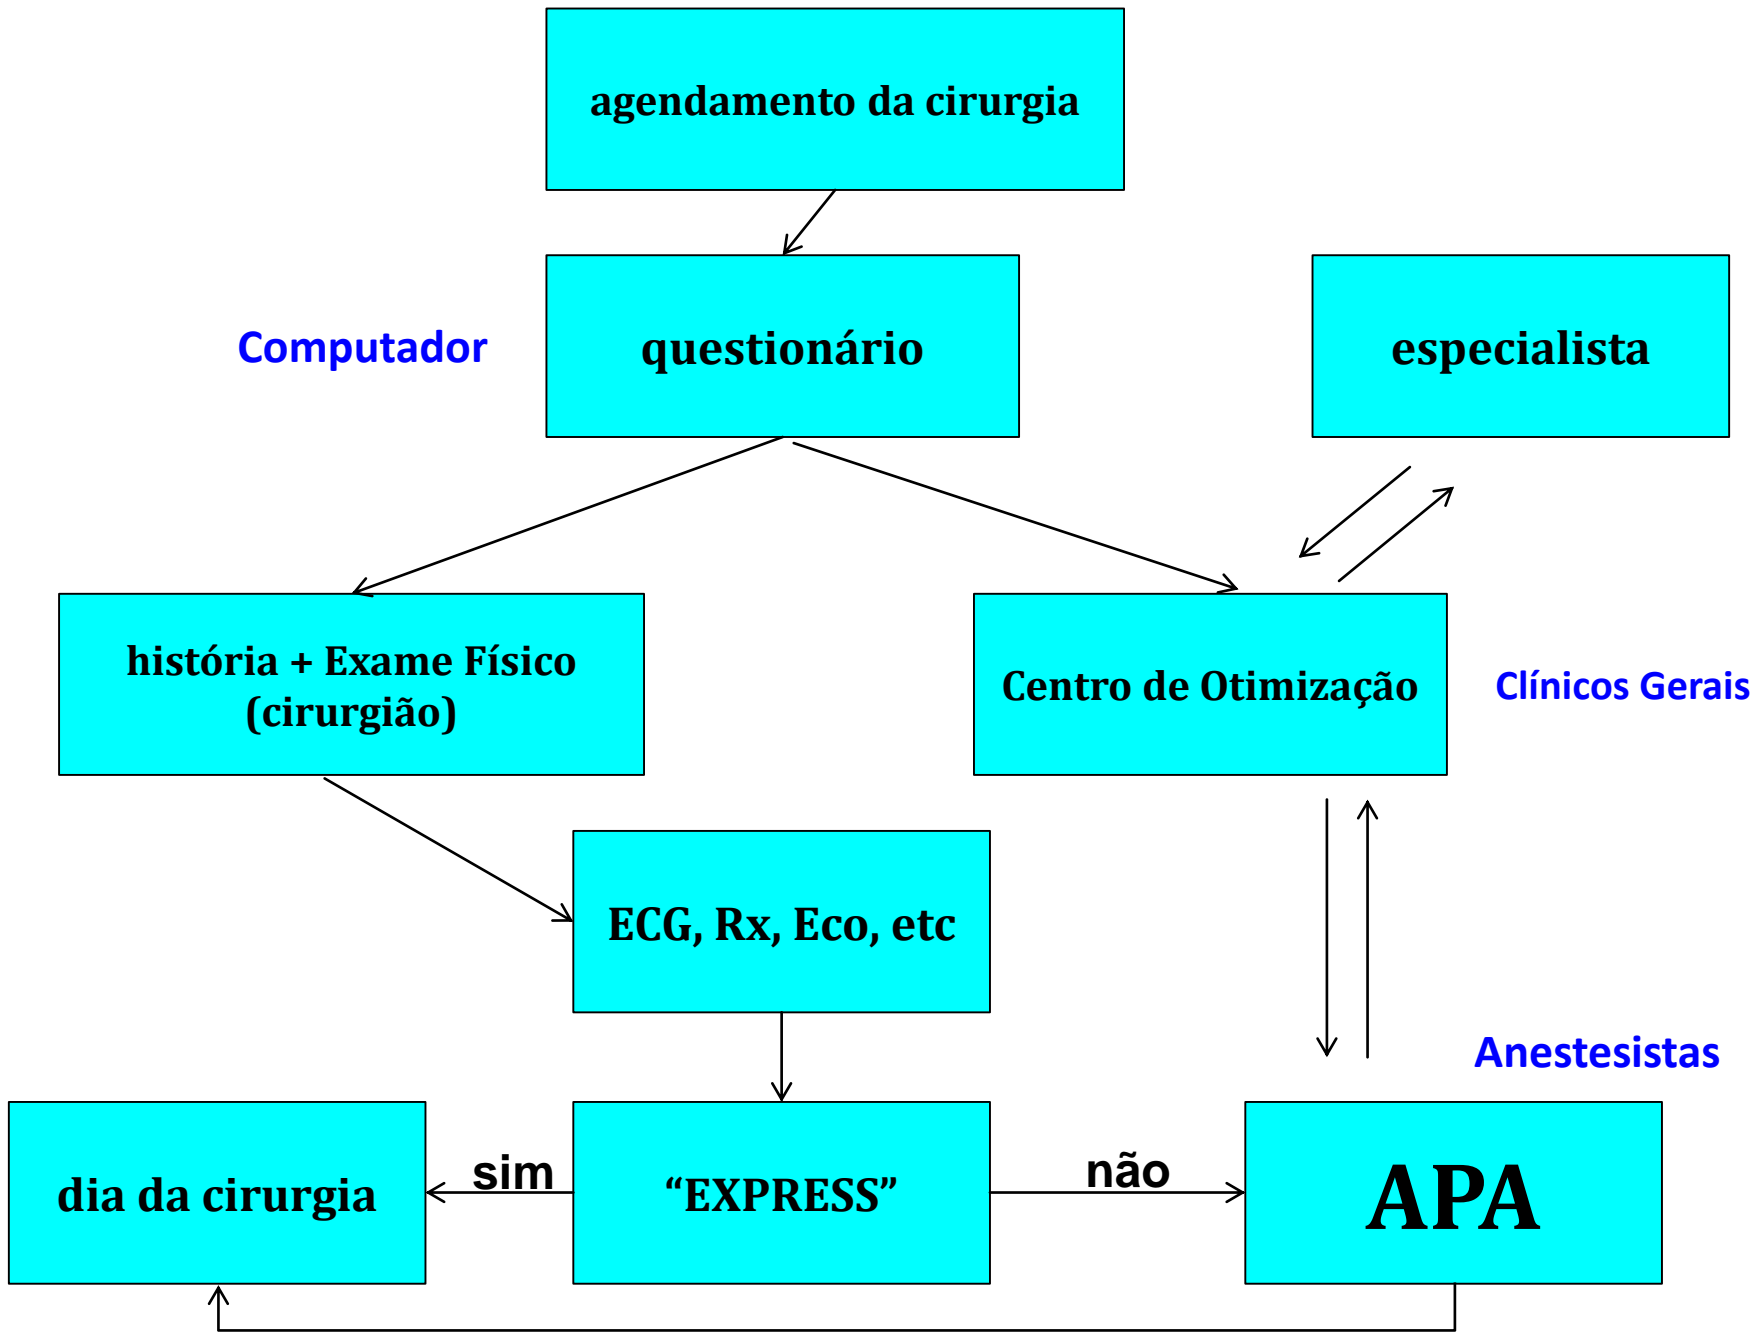 agendamento da cirurgia
Computador
questionário
especialista
história + Exame Físico
(cirurgião)
Centro de Otimização
Clínicos Gerais
ECG, Rx, Eco, etc
Anestesistas
dia da cirurgia
sim
“EXPRESS”
não
APA